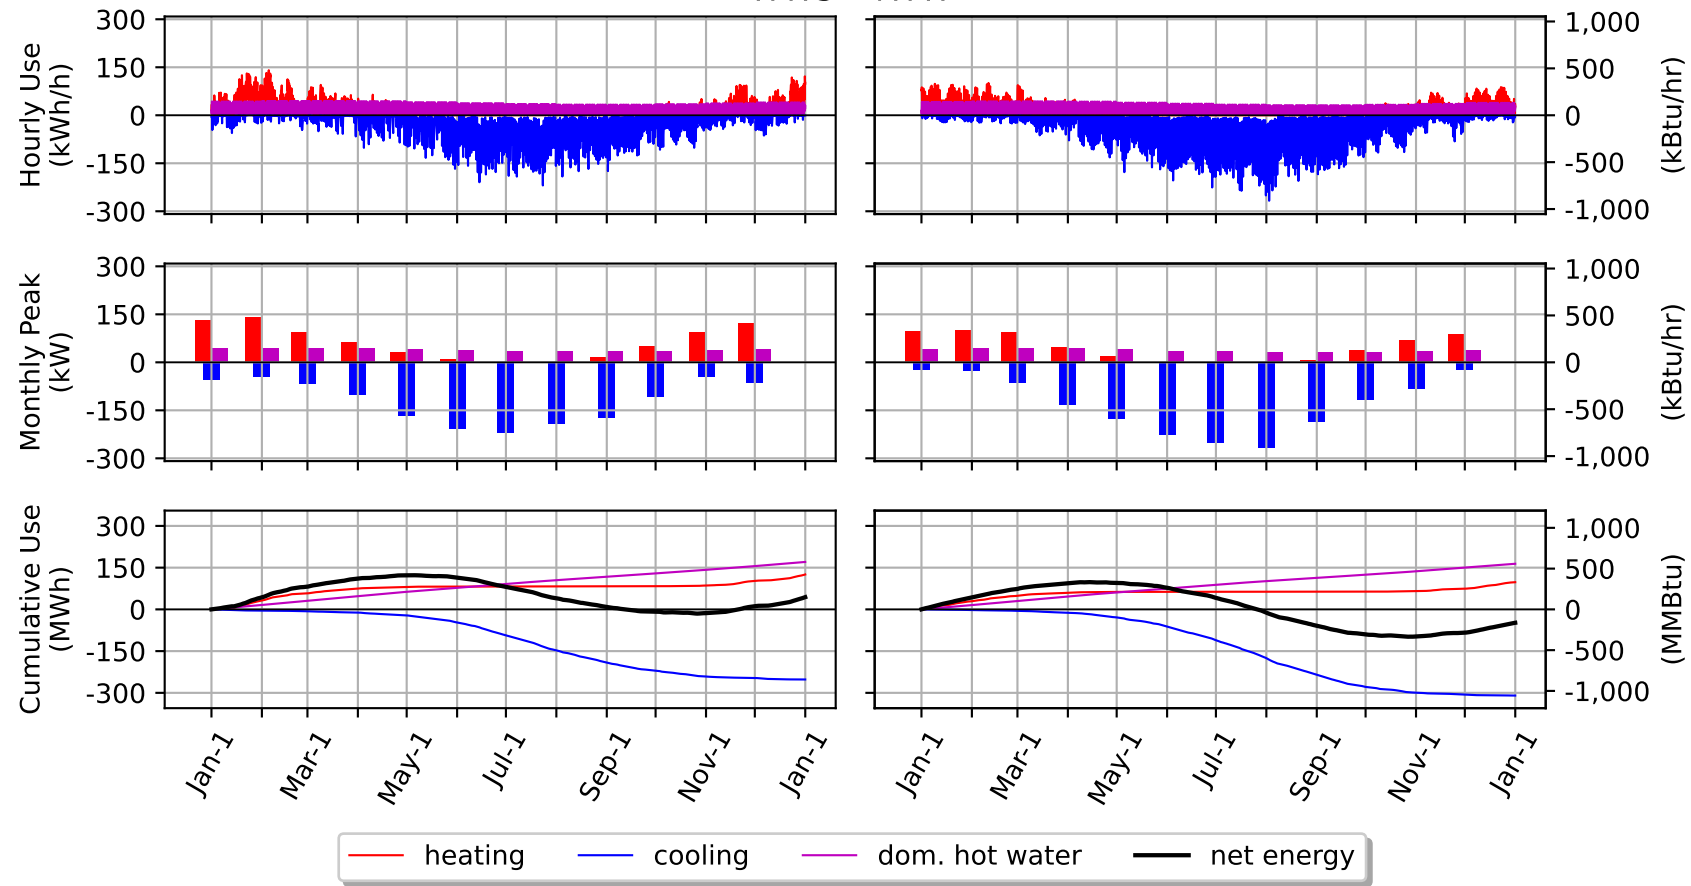 300
150
0
-150
-300
Hourly Use
(kWh/h)
1,000
500
0
-500
-1,000
(kBtu/hr)
300
150
0
-150
-300
Monthly Peak
(kW)
1,000
500
0
-500
-1,000
(kBtu/hr)
300
150
0
-150
-300
Cumulative Use
(MWh)
1,000
500
0
-500
-1,000
(MMBtu)
Jan-1 Mar-1 May-1 Jul-1 Sep-1 Nov-1 Jan-1
Jan-1 Mar-1 May-1 Jul-1 Sep-1 Nov-1 Jan-1
heating cooling dom. hot water net energy